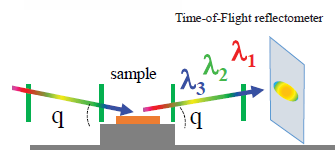 Time-of-Flight reflectometer
sample
λ3 λ2 λ1
q
q